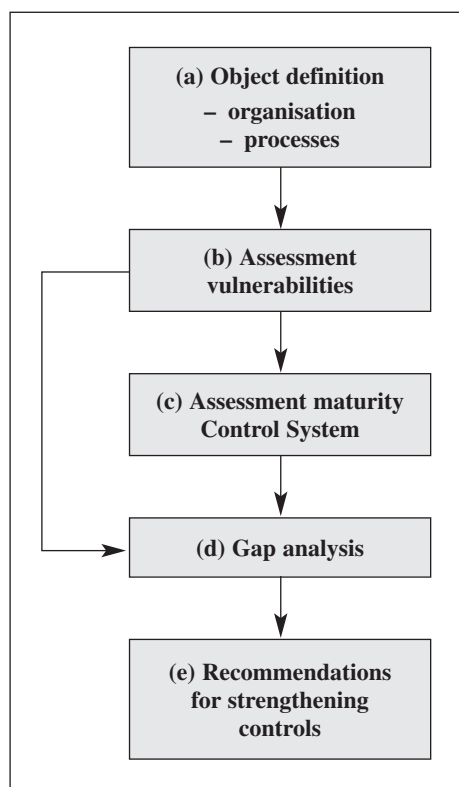 (a) Object definition
– organisation
– processes
(b) Assessment
vulnerabilities
(c) Assessment maturity
Control System
(d) Gap analysis
(e) Recommendations
for strengthening
controls